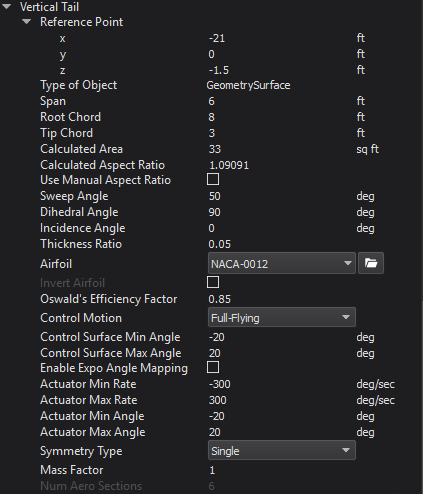 Vertical Tail
Reference Point
x -21 ft
y 0 ft
z -1.5 ft
Type of Object GeometrySurface
Span 6 ft
Root Chord 8 ft
Tip Chord 3 ft
Calculated Area 33 sq ft
Calculated Aspect Ratio 1.09091
Use Manual Aspect Ratio
Sweep Angle 50 deg
Dihedral Angle 90 deg
Incidence Angle 0 deg
Thickness Ratio 0.05
Airfoil NACA-0012
Invert Airfoil
Oswald's Efficiency Factor 0.85
Control Motion Full-Flying
Control Surface Min Angle -20 deg
Control Surface Max Angle 20 deg
Enable Expo Angle Mapping
Actuator Min Rate -300 deg/sec
Actuator Max Rate 300 deg/sec
Actuator Min Angle -20 deg
Actuator Max Angle 20 deg
Symmetry Type Single
Mass Factor 1
Num Aero Sections 6